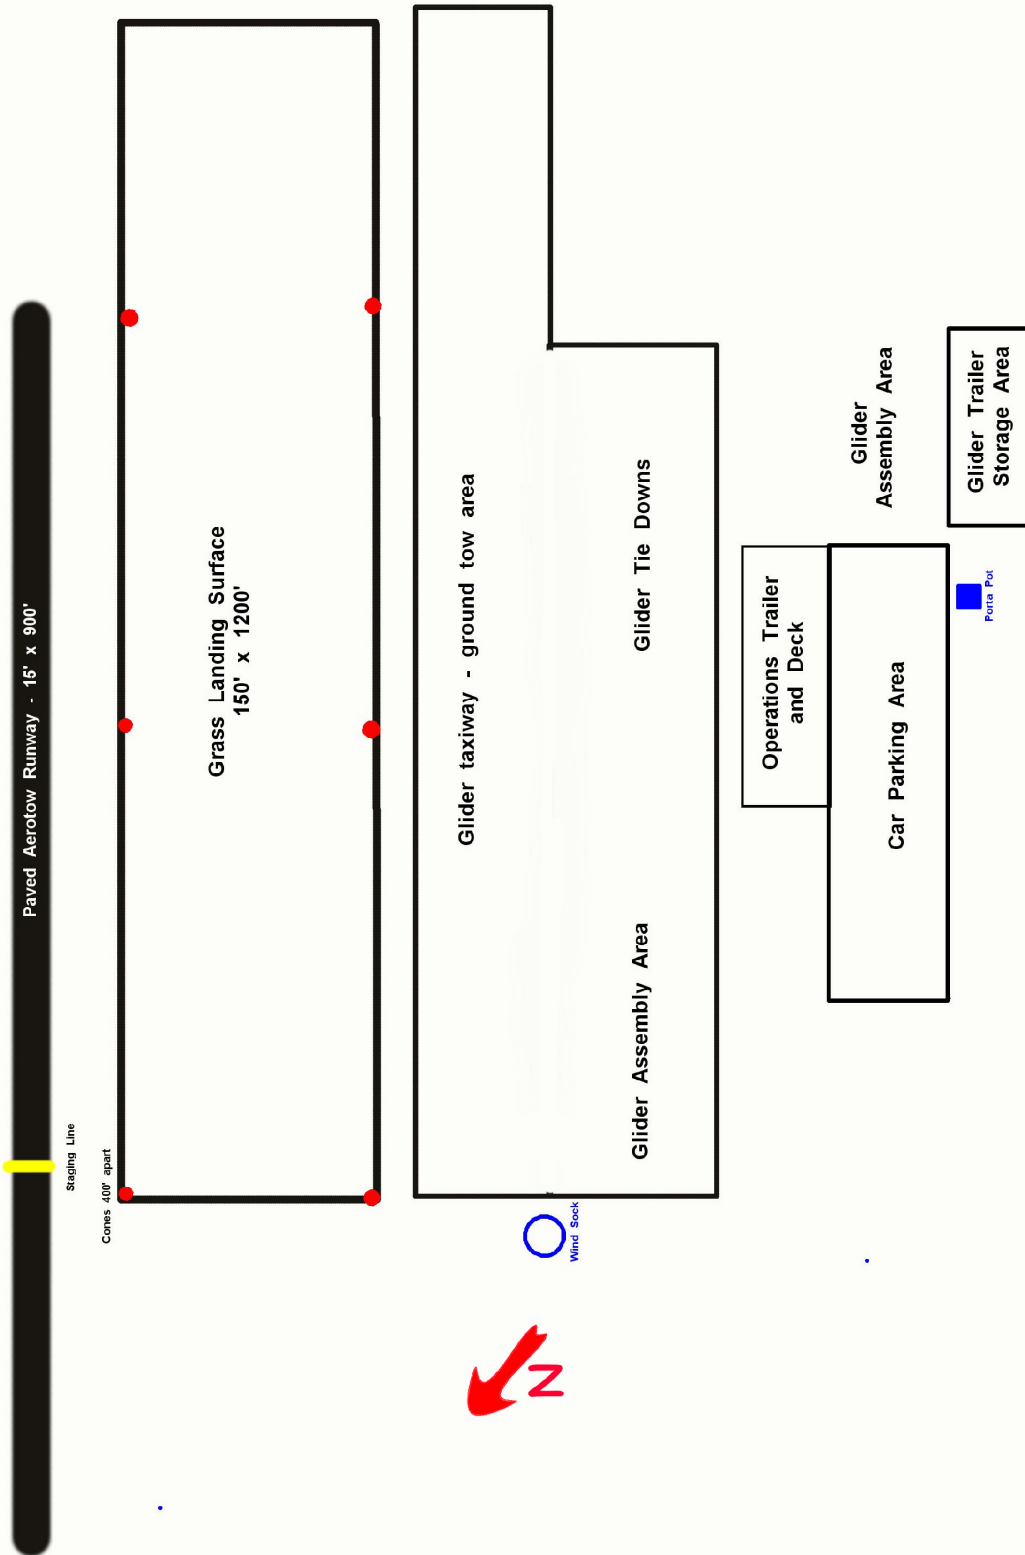 Paved Aerotow Runway - 15' x 900'
Staging Line
Cones 400' apart
Grass Landing Surface
150' x 1200'
Glider taxiway - ground tow area
Glider Tie Downs
Glider Assembly Area
Wind Sock
Operations Trailer
and Deck
Car Parking Area
Glider
Assembly Area
Glider Trailer
Storage Area
Porta Pot
N